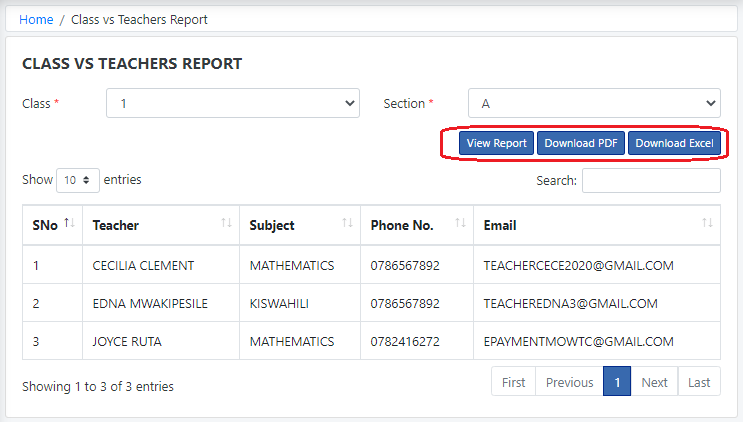 Home / Class vs Teachers Report
CLASS VS TEACHERS REPORT
Class * 1 Section * A
View Report Download PDF Download Excel
Show 10 entries Search:
SNo Teacher Subject Phone No. Email
1 CECILIA CLEMENT MATHEMATICS 0786567892 TEACHERCECE2020@GMAIL.COM
2 EDNA MWAKIPESILE KISWAHILI 0786567892 TEACHEREDNA3@GMAIL.COM
3 JOYCE RUTA MATHEMATICS 0782416272 EPAYMENTMOWTC@GMAIL.COM
Showing 1 to 3 of 3 entries First Previous 1 Next Last